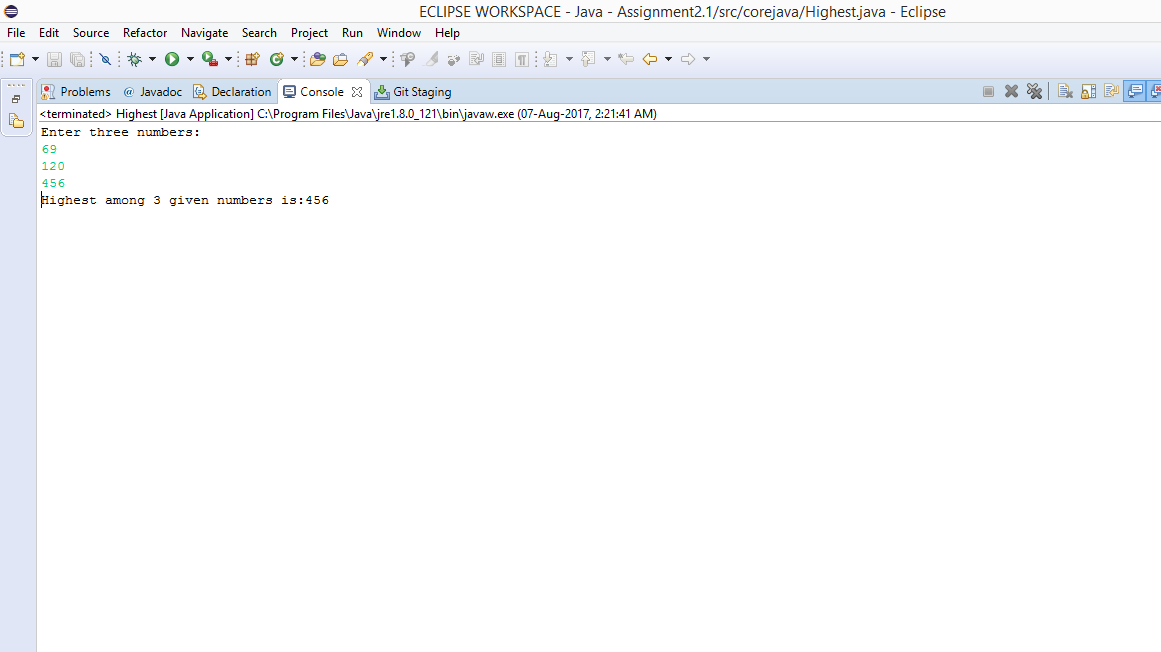 ECLIPSE WORKSPACE - Java - Assignment2.1/src/corejava/Highest.java - Eclipse
File Edit Source Refactor Navigate Search Project Run Window Help
Problems @ Javadoc Declaration Console Git Staging
<terminated> Highest [Java Application] C:\Program Files\Java\jre1.8.0_121\bin\javaw.exe (07-Aug-2017, 2:21:41 AM)
Enter three numbers:
69
120
456
Highest among 3 given numbers is:456